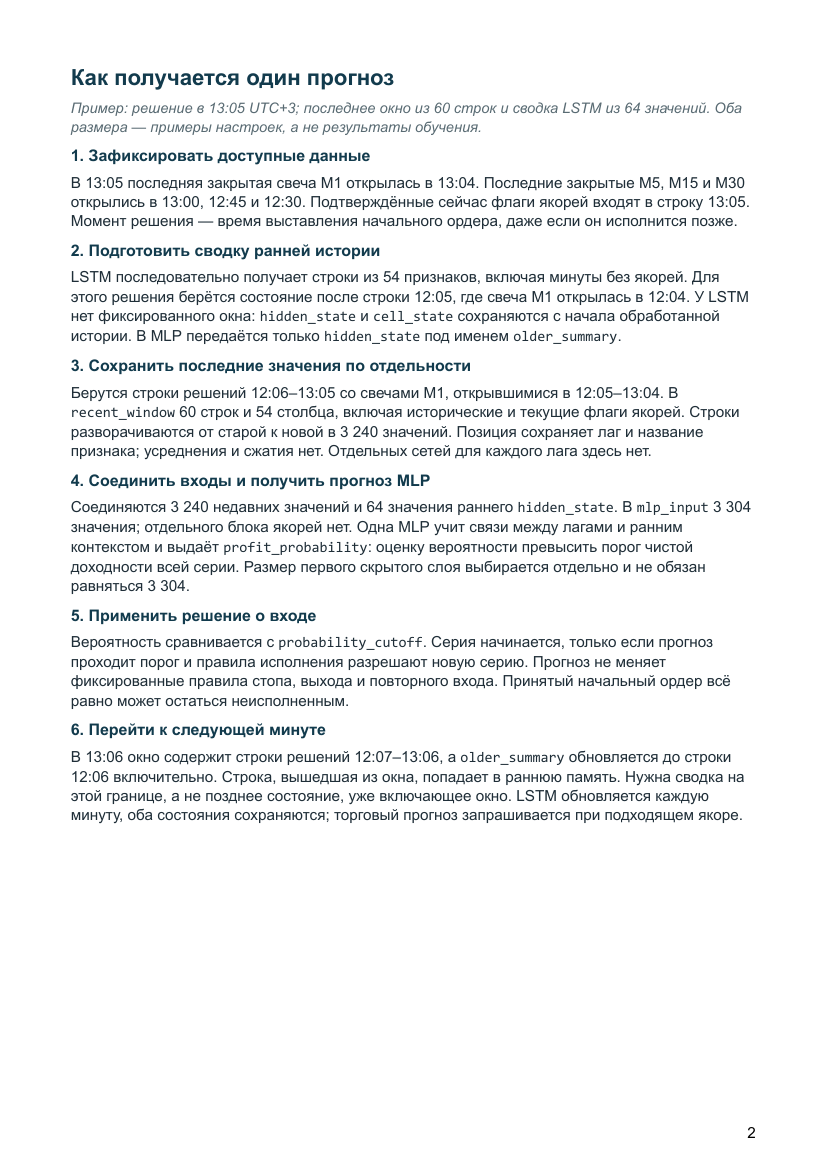 Как получается один прогноз
Пример: решение в 13:05 UTC+3; последнее окно из 60 строк и сводка LSTM из 64 значений. Оба
размера — примеры настроек, а не результаты обучения.
1. Зафиксировать доступные данные
В 13:05 последняя закрытая свеча M1 открылась в 13:04. Последние закрытые M5, M15 и M30
открылись в 13:00, 12:45 и 12:30. Подтверждённые сейчас флаги якорей входят в строку 13:05.
Момент решения — время выставления начального ордера, даже если он исполнится позже.
2. Подготовить сводку ранней истории
LSTM последовательно получает строки из 54 признаков, включая минуты без якорей. Для
этого решения берётся состояние после строки 12:05, где свеча M1 открылась в 12:04. У LSTM
нет фиксированного окна: hidden_state и cell_state сохраняются с начала обработанной
истории. В MLP передаётся только hidden_state под именем older_summary.
3. Сохранить последние значения по отдельности
Берутся строки решений 12:06–13:05 со свечами M1, открывшимися в 12:05–13:04. В
recent_window 60 строк и 54 столбца, включая исторические и текущие флаги якорей. Строки
разворачиваются от старой к новой в 3 240 значений. Позиция сохраняет лаг и название
признака; усреднения и сжатия нет. Отдельных сетей для каждого лага здесь нет.
4. Соединить входы и получить прогноз MLP
Соединяются 3 240 недавних значений и 64 значения раннего hidden_state. В mlp_input 3 304
значения; отдельного блока якорей нет. Одна MLP учит связи между лагами и ранним
контекстом и выдаёт profit_probability: оценку вероятности превысить порог чистой
доходности всей серии. Размер первого скрытого слоя выбирается отдельно и не обязан
равняться 3 304.
5. Применить решение о входе
Вероятность сравнивается с probability_cutoff. Серия начинается, только если прогноз
проходит порог и правила исполнения разрешают новую серию. Прогноз не меняет
фиксированные правила стопа, выхода и повторного входа. Принятый начальный ордер всё
равно может остаться неисполненным.
6. Перейти к следующей минуте
В 13:06 окно содержит строки решений 12:07–13:06, а older_summary обновляется до строки
12:06 включительно. Строка, вышедшая из окна, попадает в раннюю память. Нужна сводка на
этой границе, а не позднее состояние, уже включающее окно. LSTM обновляется каждую
минуту, оба состояния сохраняются; торговый прогноз запрашивается при подходящем якоре.
2